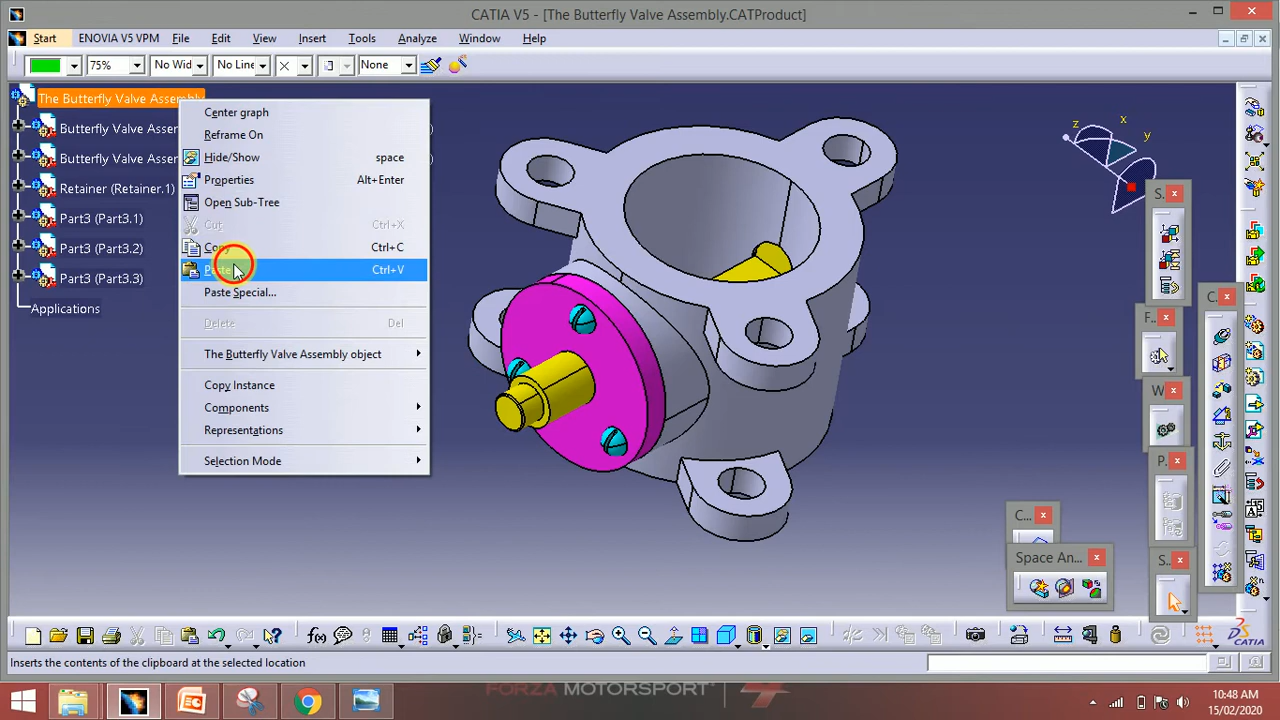 CATIA V5 - [The Butterfly Valve Assembly.CATProduct]
Start ENOVIA V5 VPM File Edit View Insert Tools Analyze Window Help
75% No Wid No Line None
The Butterfly Valve Assembly
Butterfly Valve Asser
Butterfly Valve Asser
Retainer (Retainer.1)
Part3 (Part3.1)
Part3 (Part3.2)
Part3 (Part3.3)
Applications
Center graph
Reframe On
Hide/Show space
Properties Alt+Enter
Open Sub-Tree
Cut Ctrl+X
Copy Ctrl+C
Paste Ctrl+V
Paste Special...
Delete Del
The Butterfly Valve Assembly object
Copy Instance
Components
Representations
Selection Mode
z x y
S.
C.
F..
W
P.
C...
Space An...
S.
f(x)
DS CATIA
Inserts the contents of the clipboard at the selected location
FORZA MOTORSPORT
10:48 AM
15/02/2020